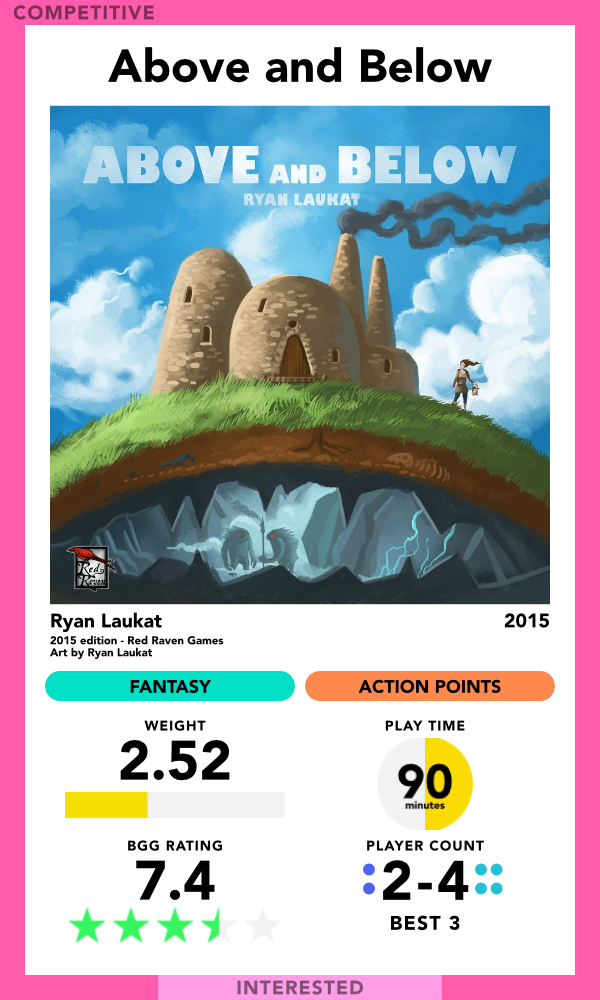 COMPETITIVE
Above and Below
ABOVE AND BELOW
RYAN LAUKAT
Red
Raven
Ryan Laukat 2015
2015 edition - Red Raven Games
Art by Ryan Laukat
FANTASY ACTION POINTS
WEIGHT PLAY TIME
2.52
90
minutes
BGG RATING PLAYER COUNT
7.4 2-4
BEST 3
INTERESTED